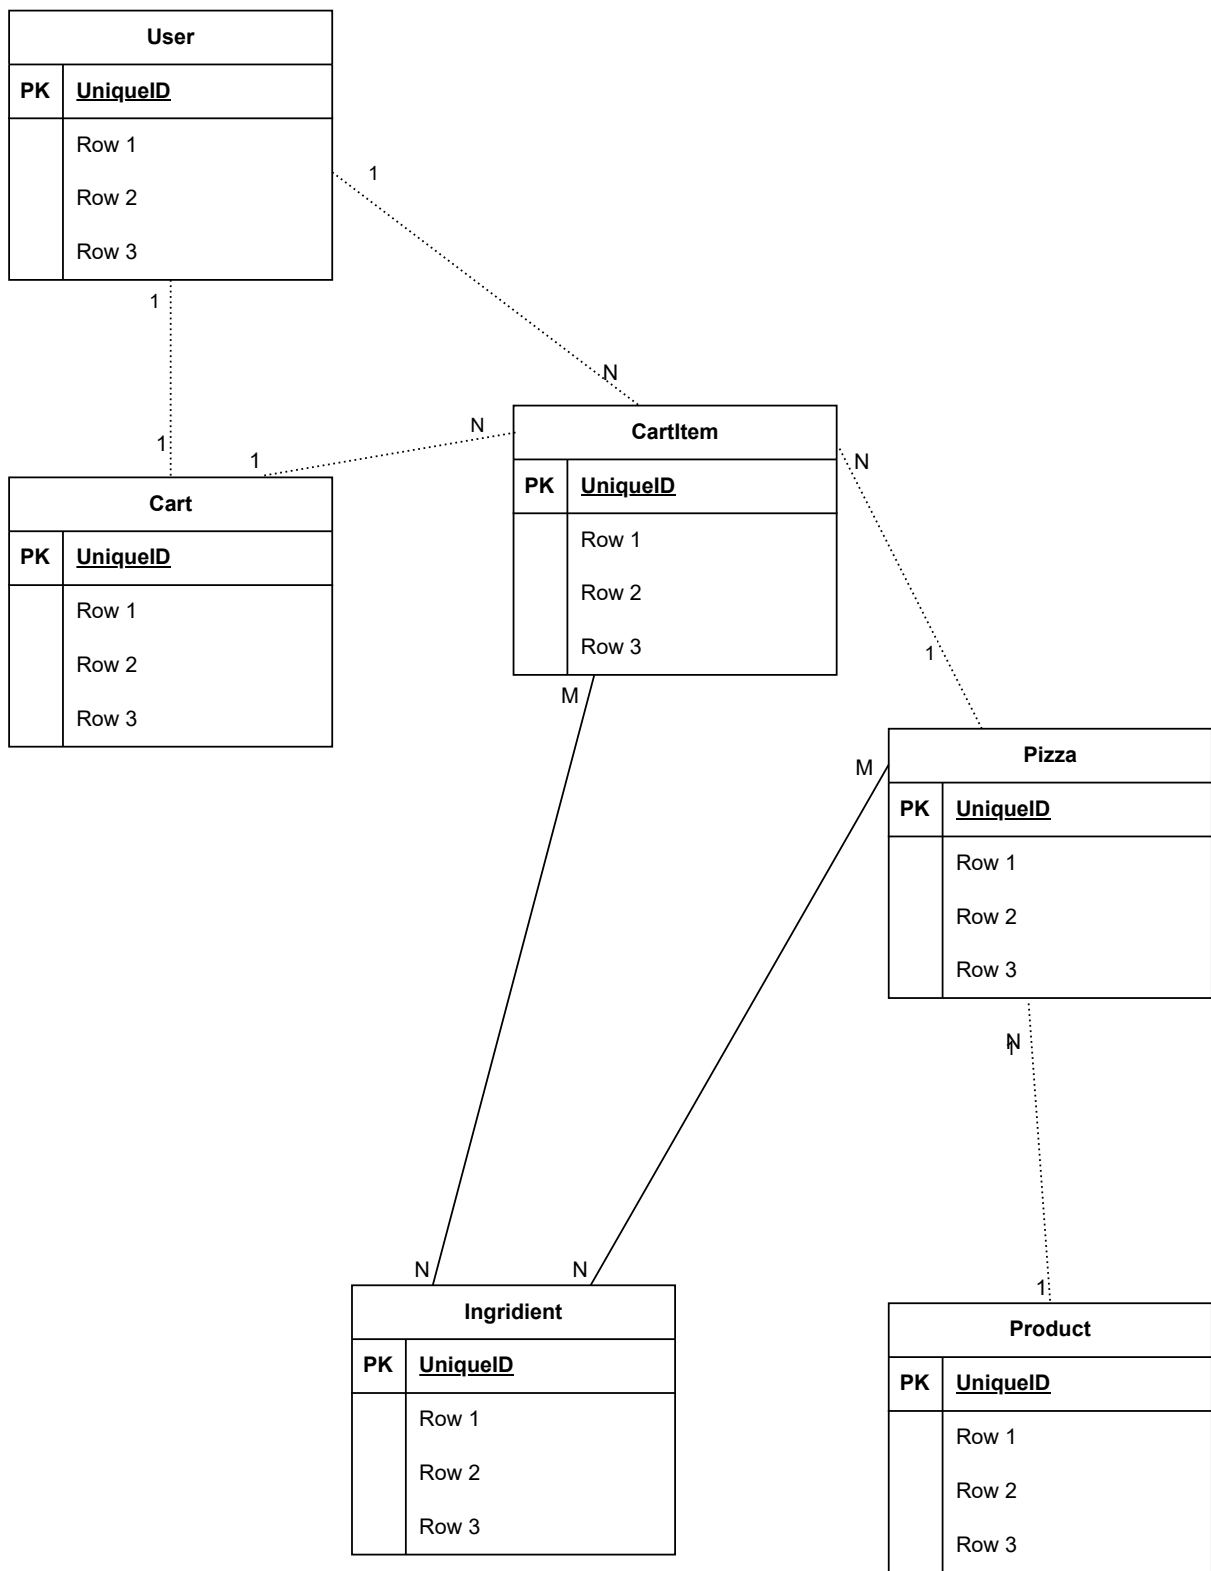 User
PK UniqueID
Row 1
Row 2
Row 3
1
1
N
1
1
N
CartItem
PK UniqueID
Row 1
Row 2
Row 3
N
1
M
Cart
PK UniqueID
Row 1
Row 2
Row 3
M
Pizza
PK UniqueID
Row 1
Row 2
Row 3
N
1
1
N
N
Ingridient
PK UniqueID
Row 1
Row 2
Row 3
Product
PK UniqueID
Row 1
Row 2
Row 3